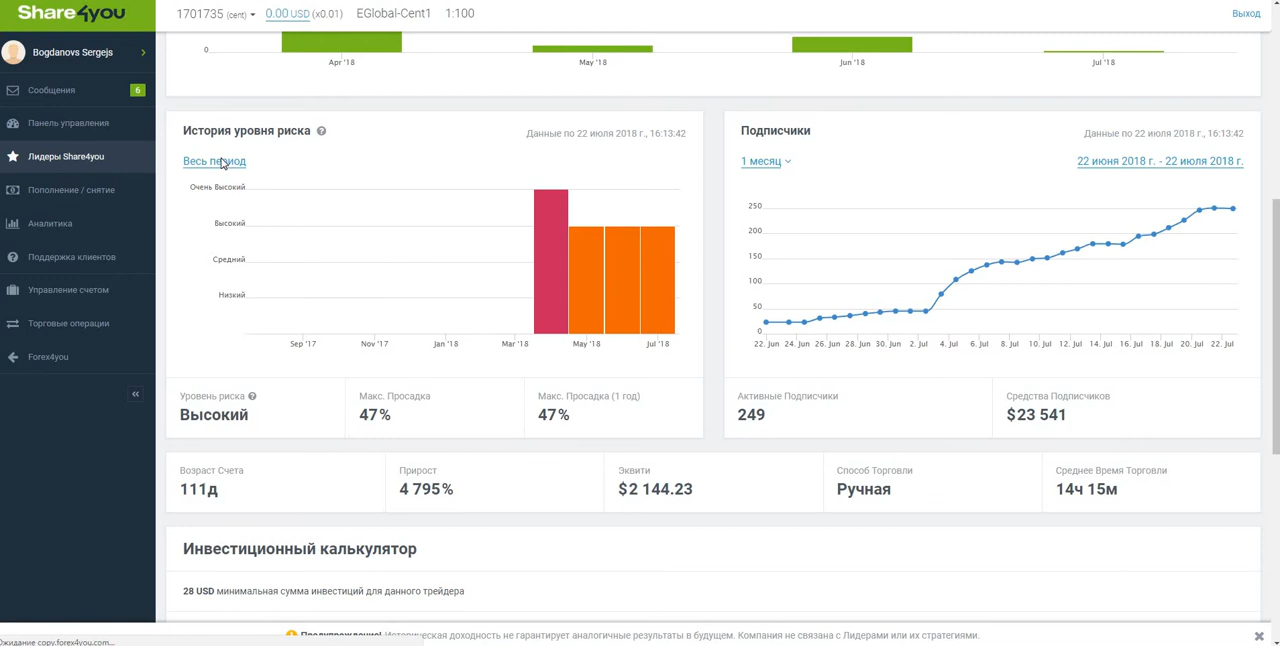 Share4you
1701735 (cent) 0.00 USD (x0.01) EGlobal-Cent1 1:100
Выход
Bogdanovs Sergejs
Сообщения 6
Панель управления
Лидеры Share4you
Пополнение / снятие
Аналитика
Поддержка клиентов
Управление счетом
Торговые операции
Forex4you
0
Apr '18 May '18 Jun '18 Jul '18
История уровня риска
Данные по 22 июля 2018 г., 16:13:42
Весь период
Очень Высокий
Высокий
Средний
Низкий
Sep '17 Nov '17 Jan '18 Mar '18 May '18 Jul '18
Уровень риска
Высокий
Макс. Просадка
47%
Макс. Просадка (1 год)
47%
Подписчики
Данные по 22 июля 2018 г., 16:13:42
1 месяц
22 июня 2018 г. - 22 июля 2018 г.
250
200
150
100
50
0
22. Jun 24. Jun 26. Jun 28. Jun 30. Jun 2. Jul 4. Jul 6. Jul 8. Jul 10. Jul 12. Jul 14. Jul 16. Jul 18. Jul 20. Jul 22. Jul
Активные Подписчики
249
Средства Подписчиков
$23 541
Возраст Счета
111д
Прирост
4 795%
Эквити
$2 144.23
Способ Торговли
Ручная
Среднее Время Торговли
14ч 15м
Инвестиционный калькулятор
28 USD минимальная сумма инвестиций для данного трейдера
Предупреждение! Историческая доходность не гарантирует аналогичные результаты в будущем. Компания не связана с Лидерами или их стратегиями.
Ожидание copy.forex4you.com...